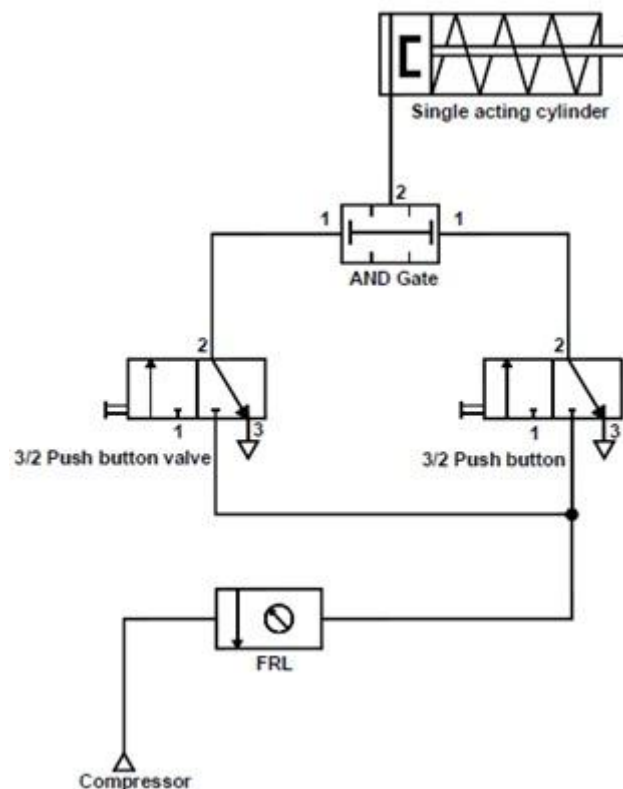 Single acting cylinder
2
1 1
AND Gate
2 2
1 3 1 3
3/2 Push button valve 3/2 Push button
FRL
Compressor